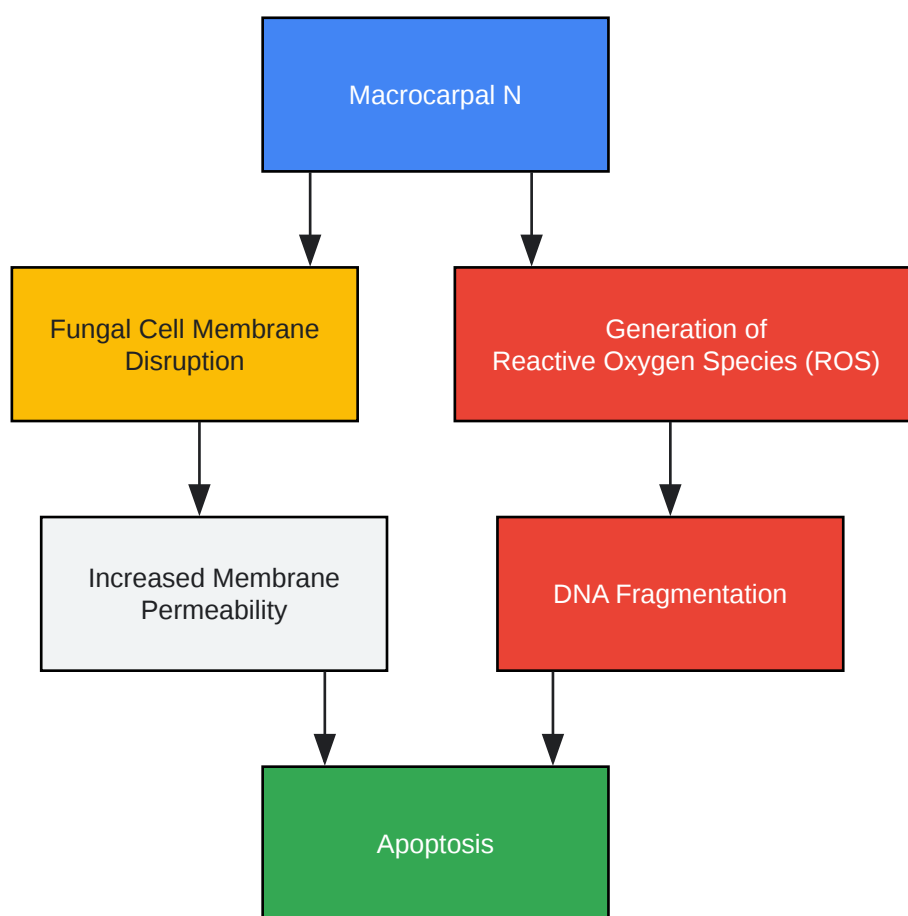 Macrocarpal N
Fungal Cell Membrane
Disruption
Generation of
Reactive Oxygen Species (ROS)
Increased Membrane
Permeability
DNA Fragmentation
Apoptosis